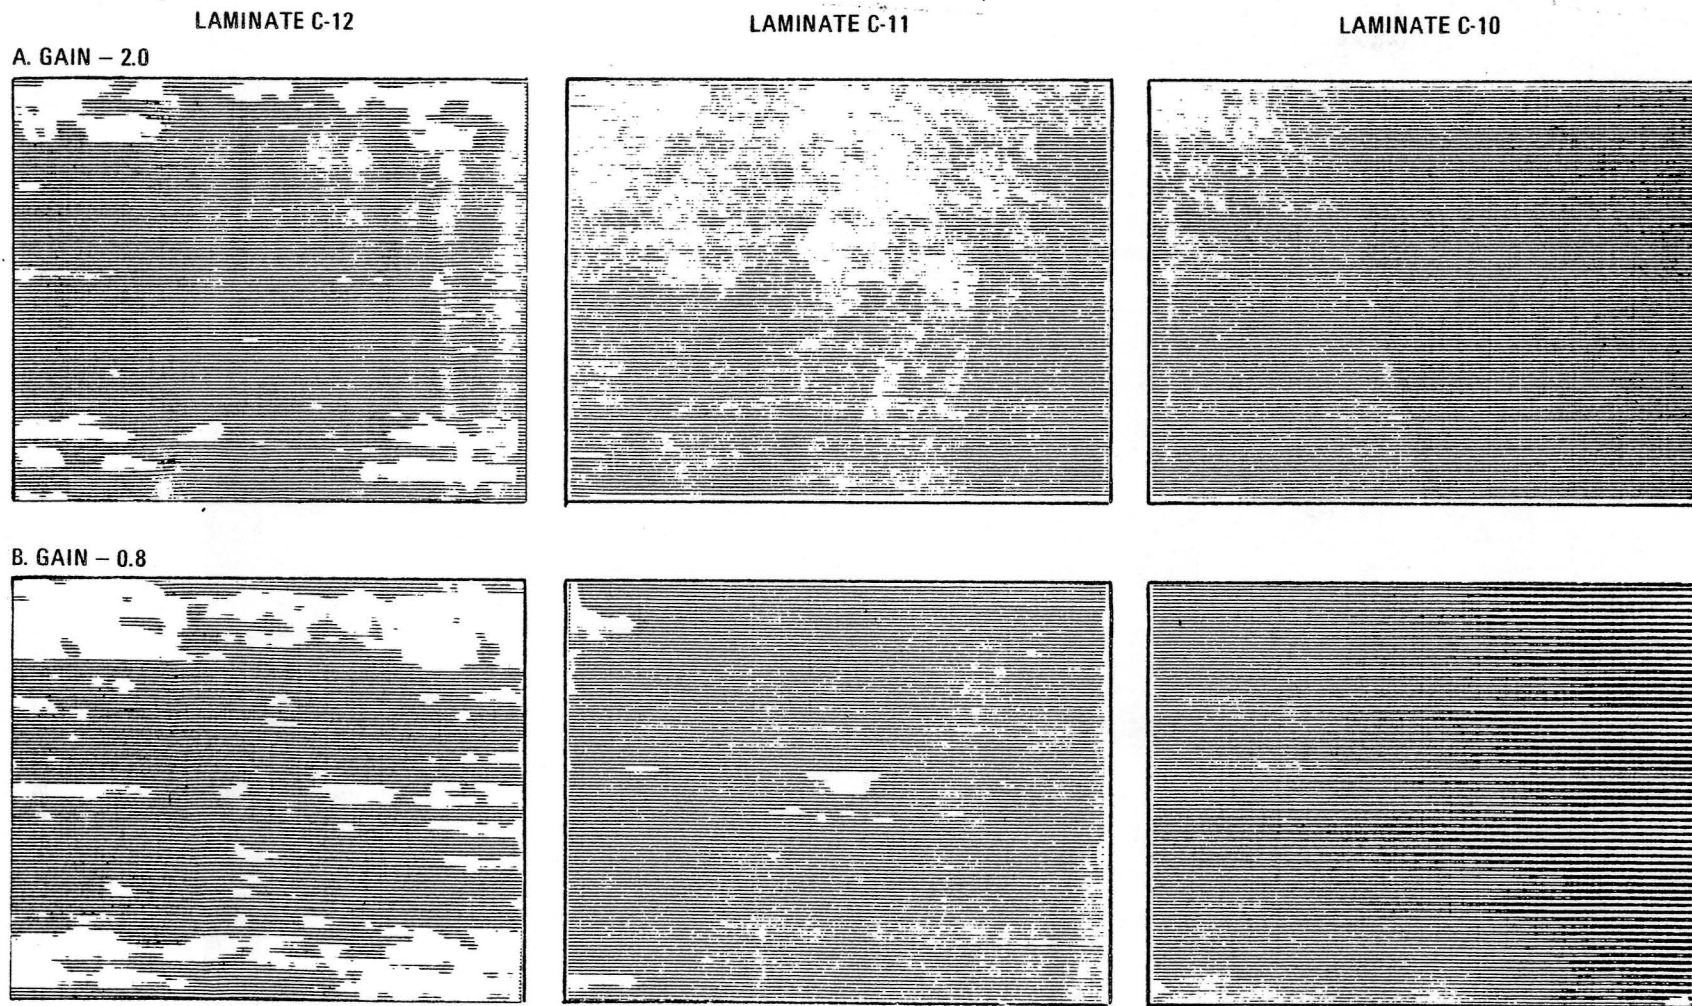 LAMINATE C-12
LAMINATE C-11
LAMINATE C-10
A. GAIN – 2.0
B. GAIN – 0.8